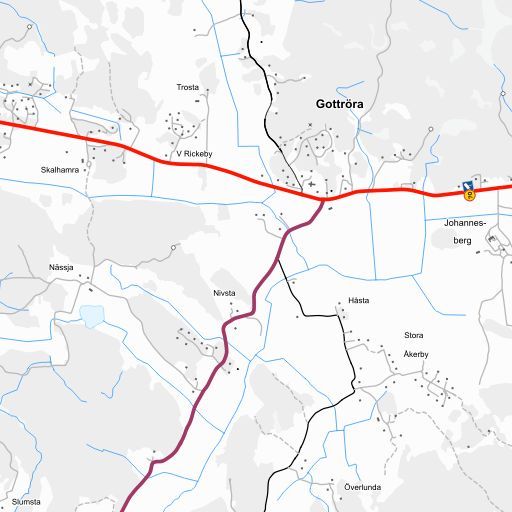 Trosta
Gottröra
V Rickeby
Skalhamra
Johannes-
berg
Nässja
Nivsta
Hästa
Stora
Åkerby
Överlunda
Slumsta